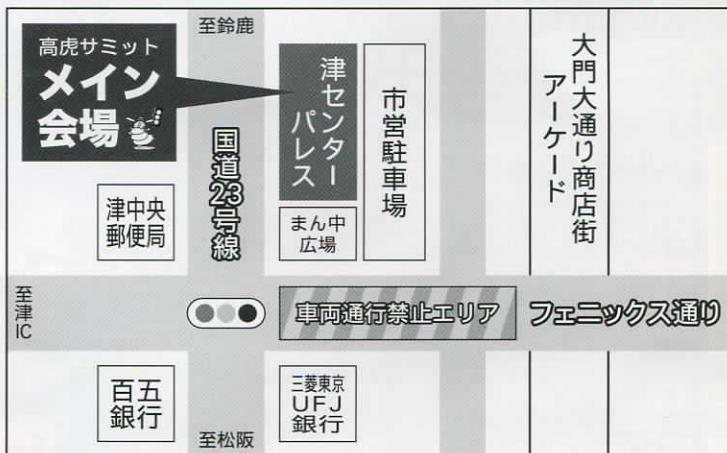 高虎サミット
メイン
会場
至鈴鹿
津センター
パレス
市営駐車場
大門大通り商店街
アーケード
国道23号線
津中央
郵便局
まん中
広場
至津IC
車両通行禁止エリア
フェニックス通り
百五
銀行
至松阪
三菱東京
UFJ
銀行